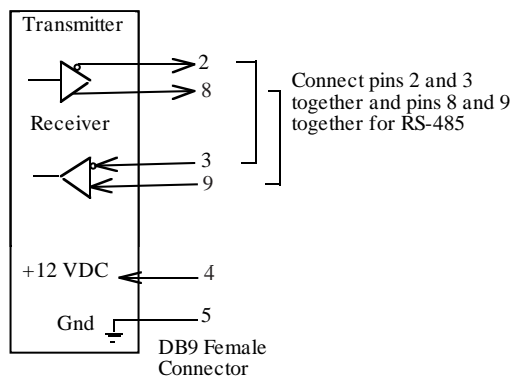 Transmitter
2
8
Connect pins 2 and 3
together and pins 8 and 9
together for RS-485
Receiver
3
9
+12 VDC
4
Gnd
5
DB9 Female
Connector